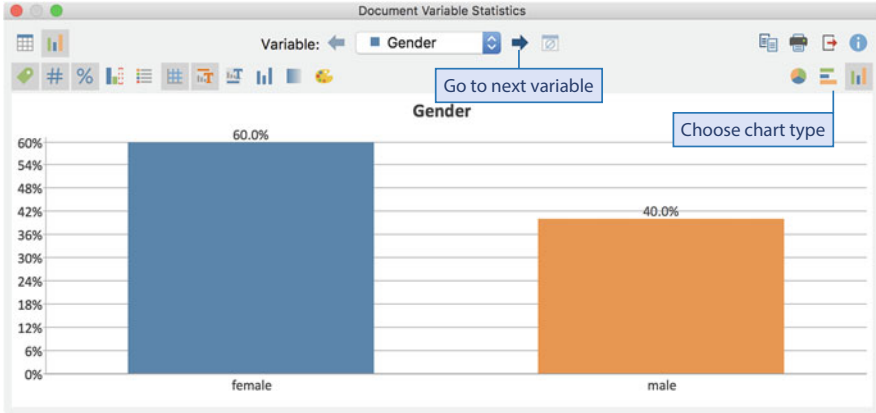 Document Variable Statistics
Variable: Gender
Go to next variable
Choose chart type
Gender
60.0%
40.0%
60%
54%
48%
42%
36%
30%
24%
18%
12%
6%
0%
female male